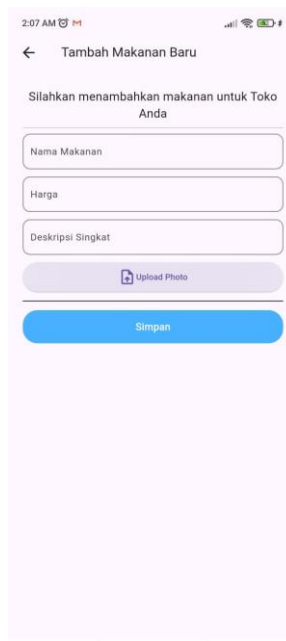 2:07 AM
Tambah Makanan Baru
Silahkan menambahkan makanan untuk Toko
Anda
Nama Makanan
Harga
Deskripsi Singkat
Upload Photo
Simpan